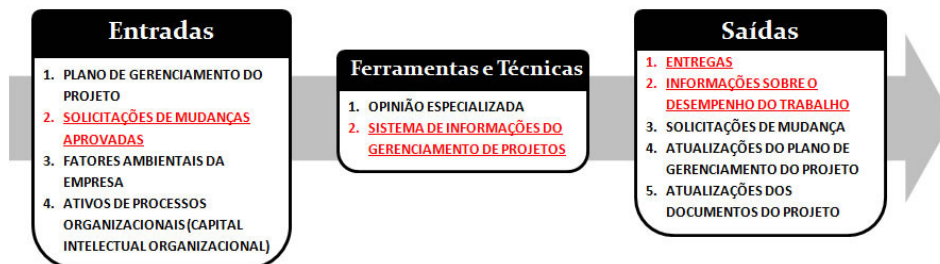 Entradas
1. PLANO DE GERENCIAMENTO DO
PROJETO
2. SOLICITAÇÕES DE MUDANÇAS
APROVADAS
3. FATORES AMBIENTAIS DA
EMPRESA
4. ATIVOS DE PROCESSOS
ORGANIZACIONAIS(CAPITAL
INTELECTUAL ORGANIZACIONAL)
Ferramentas e Técnicas
1. OPINIÃO ESPECIALIZADA
2. SISTEMA DE INFORMAÇÕES DO
GERENCIAMENTO DE PROJETOS
Saídas
1. ENTREGAS
2. INFORMAÇÕES SOBRE O
DESEMPENHO DO TRABALHO
3. SOLICITAÇÕES DE MUDANÇA
4. ATUALIZAÇÕES DO PLANO DE
GERENCIAMENTO DO PROJETO
5. ATUALIZAÇÕES DOS
DOCUMENTOS DO PROJETO